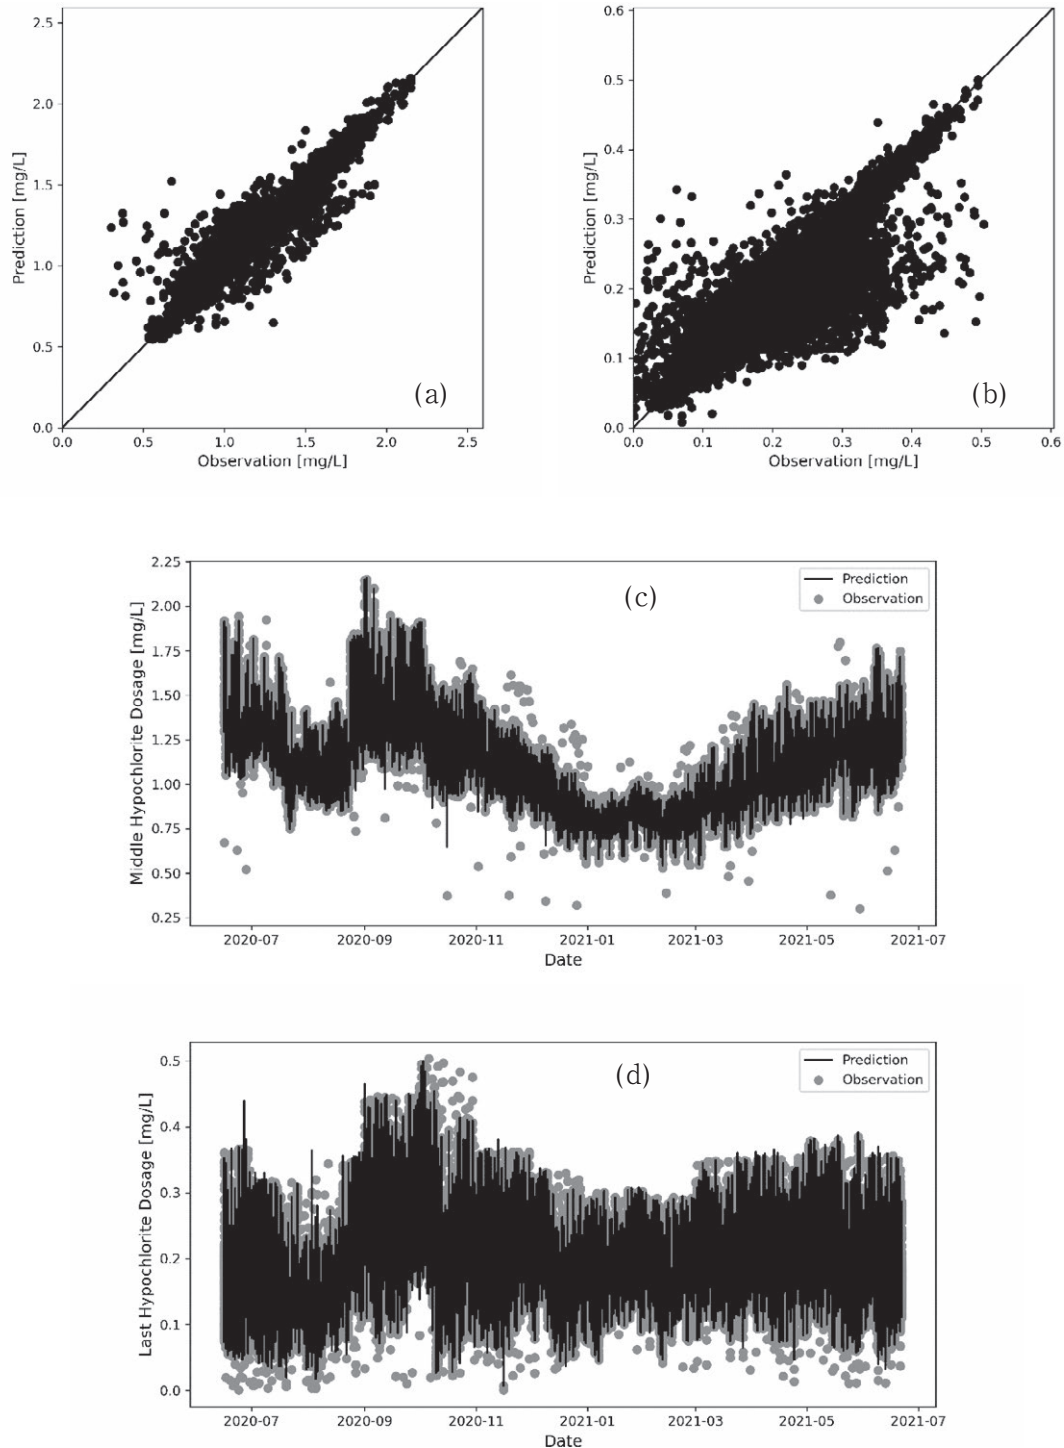 2.5
2.0
1.5
1.0
0.5
0.0
Prediction [mg/L]
0.0 0.5 1.0 1.5 2.0 2.5
Observation [mg/L]
(a)
0.6
0.5
0.4
0.3
0.2
0.1
0.0
Prediction [mg/L]
0.0 0.1 0.2 0.3 0.4 0.5 0.6
Observation [mg/L]
(b)
2.25
2.00
1.75
1.50
1.25
1.00
0.75
0.50
0.25
Middle Hypochlorite Dosage [mg/L]
(c)
Prediction
Observation
2020-07 2020-09 2020-11 2021-01 2021-03 2021-05 2021-07
Date
0.5
0.4
0.3
0.2
0.1
0.0
Last Hypochlorite Dosage [mg/L]
(d)
Prediction
Observation
2020-07 2020-09 2020-11 2021-01 2021-03 2021-05 2021-07
Date